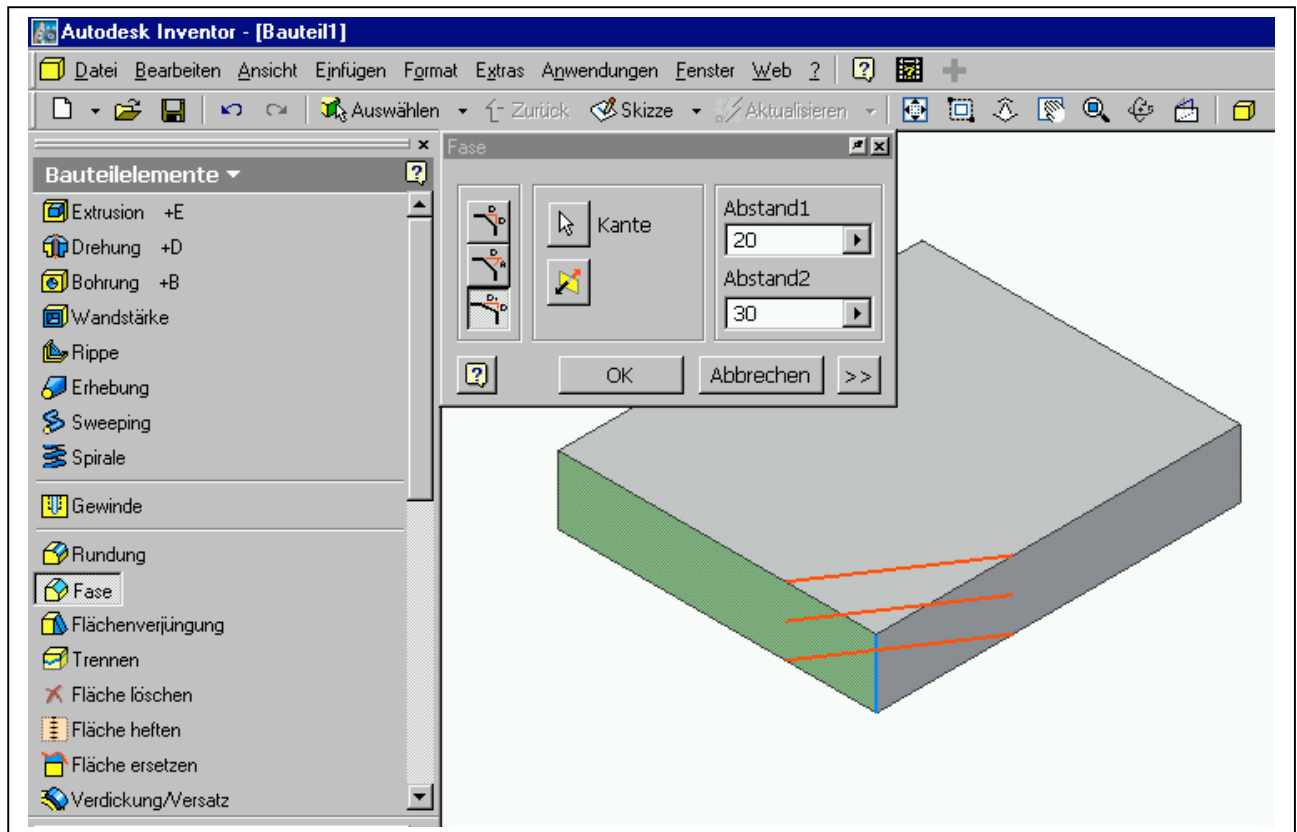 Autodesk Inventor - [Bauteil1]
Datei Bearbeiten Ansicht Einfügen Format Extras Anwendungen Fenster Web ?
Auswählen Zurück Skizze Aktualisieren
Bauteilelemente
Extrusion +E
Drehung +D
Bohrung +B
Wandstärke
Rippe
Erhebung
Sweeping
Spirale
Gewinde
Rundung
Fase
Flächenverjüngung
Trennen
Fläche löschen
Fläche heften
Fläche ersetzen
Verdickung/Versatz
Fase
Kante
Abstand1
20
Abstand2
30
OK Abbrechen >>